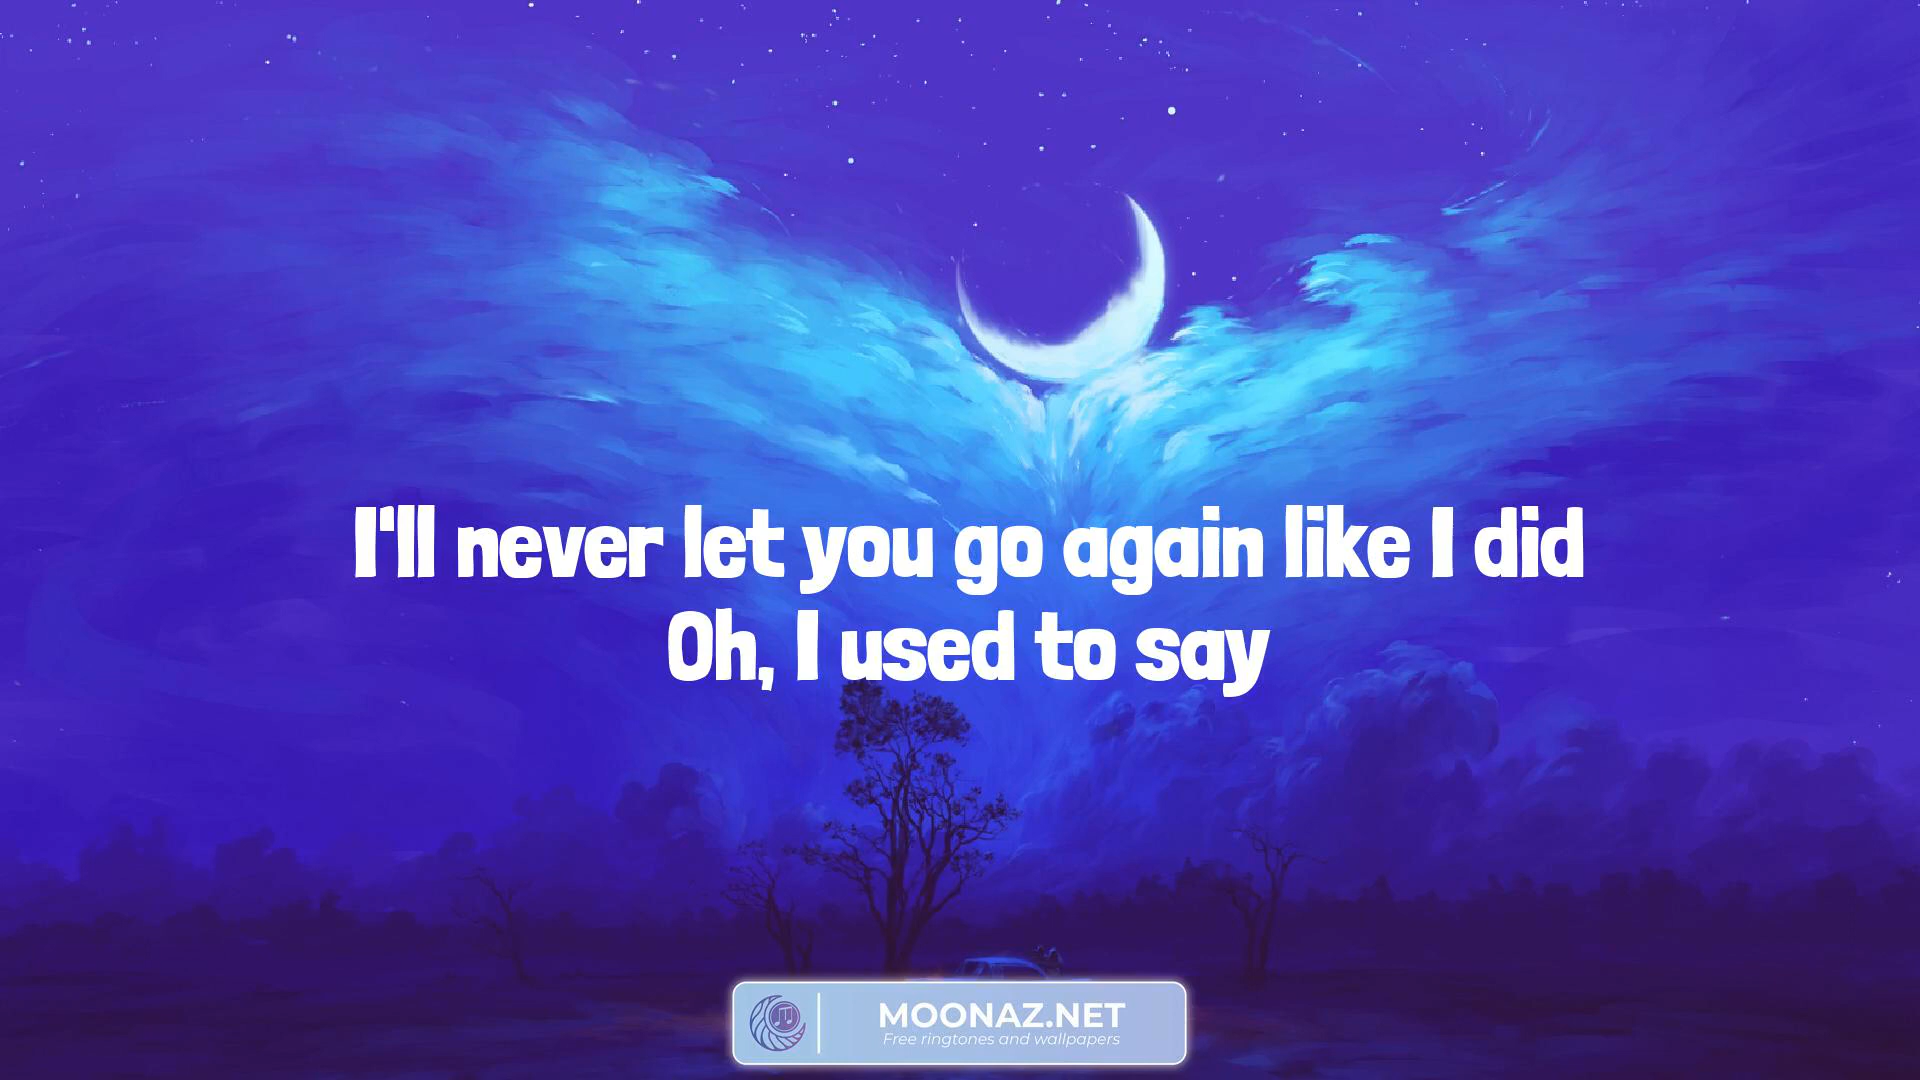 I'll never let you go again like I did
Oh, I used to say
MOONAZ.NET
Free ringtones and wallpapers